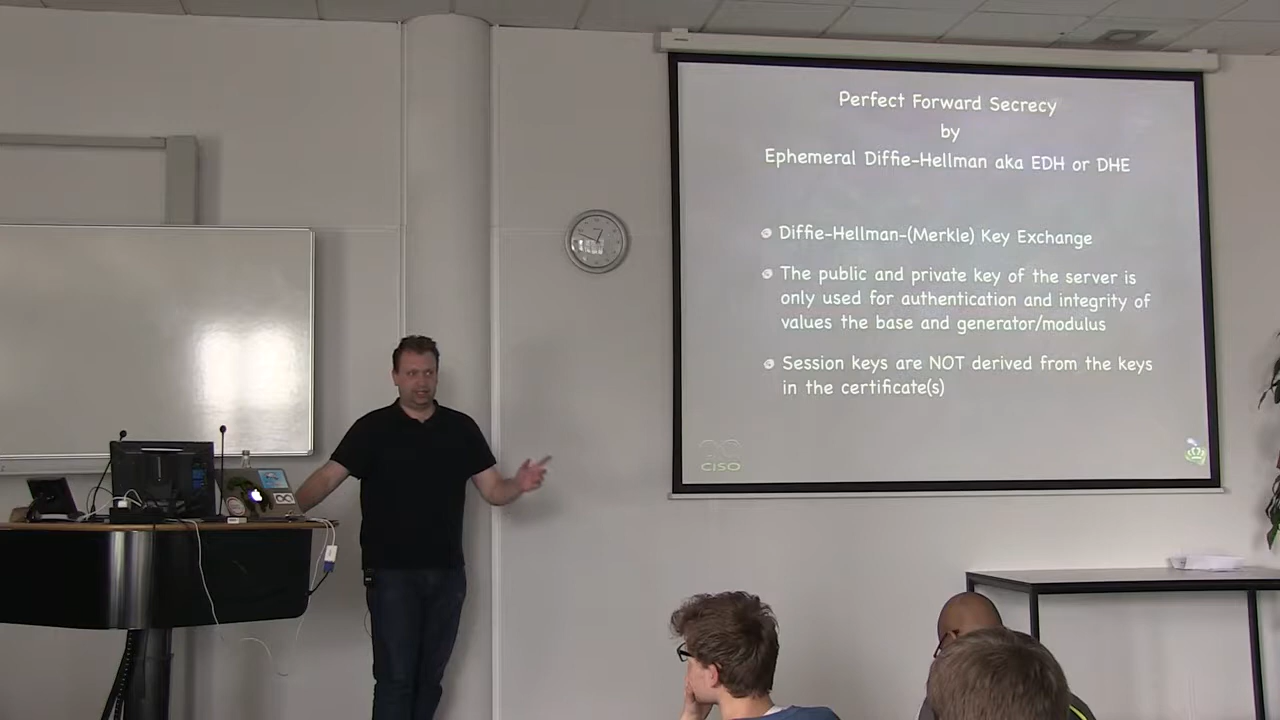 Perfect Forward Secrecy
by
Ephemeral Diffie-Hellman aka EDH or DHE
Diffie-Hellman-(Merkle) Key Exchange
The public and private key of the server is
only used for authentication and integrity of
values the base and generator/modulus
Session keys are NOT derived from the keys
in the certificate(s)
CISO